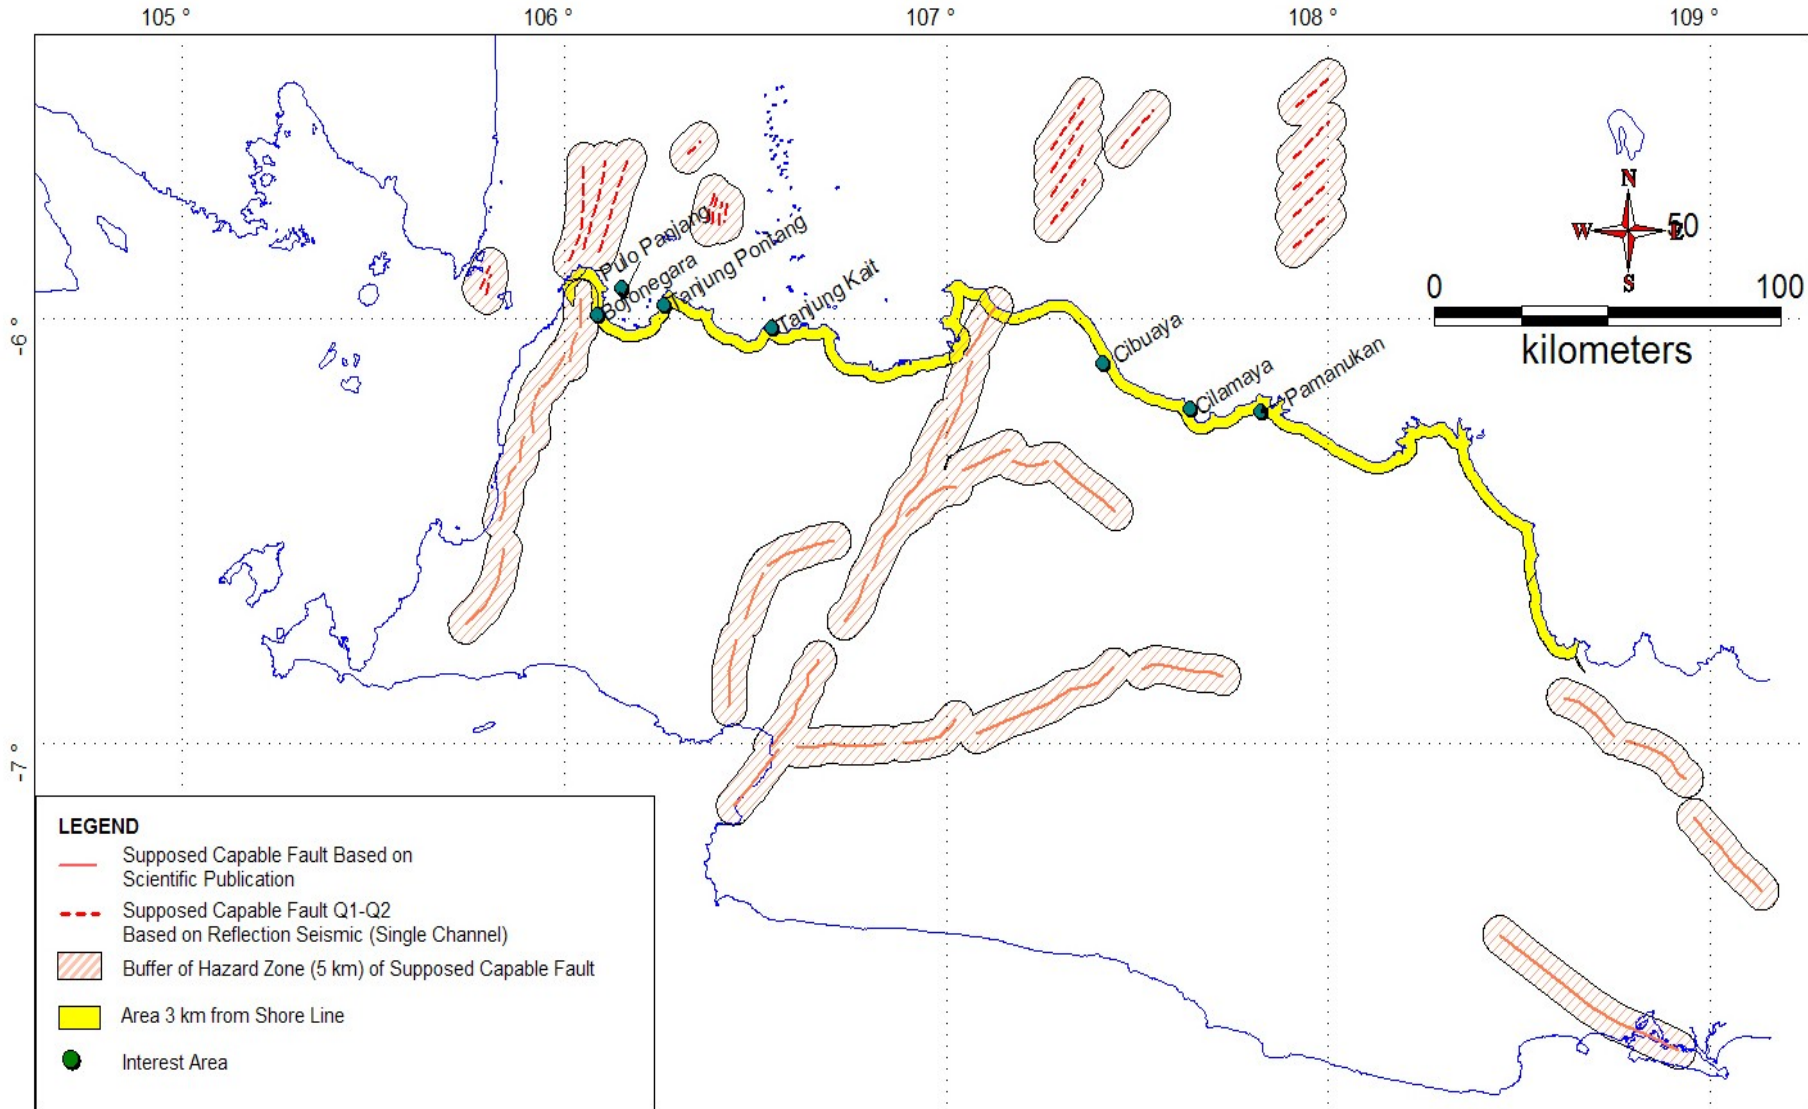 105 °
106 °
107 °
108 °
109 °
-6 °
-7 °
Pulo Panjang
Bojonegara
Tanjung Pontang
Tanjung Kait
Cibuaya
Cilamaya
Pamanukan
N
W
E
S
0
50
100
kilometers
LEGEND
Supposed Capable Fault Based on
Scientific Publication
Supposed Capable Fault Q1-Q2
Based on Reflection Seismic (Single Channel)
Buffer of Hazard Zone (5 km) of Supposed Capable Fault
Area 3 km from Shore Line
Interest Area